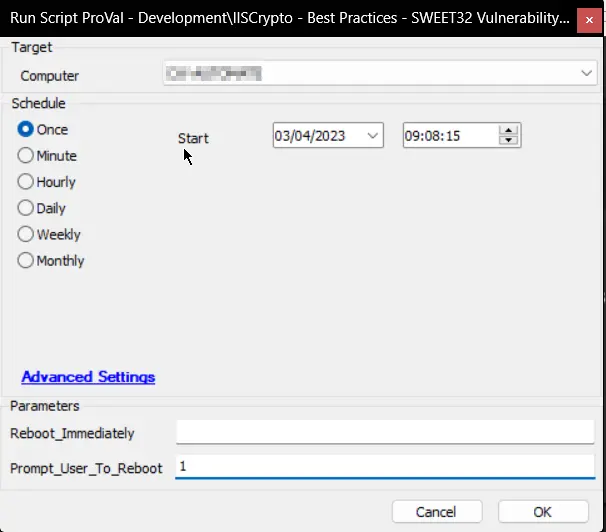 Run Script ProVal - Development\IISCrypto - Best Practices - SWEET32 Vulnerability...
Target
Computer
Schedule
Once
Start 03/04/2023 09:08:15
Minute
Hourly
Daily
Weekly
Monthly
Advanced Settings
Parameters
Reboot_Immediately
Prompt_User_To_Reboot 1
Cancel OK